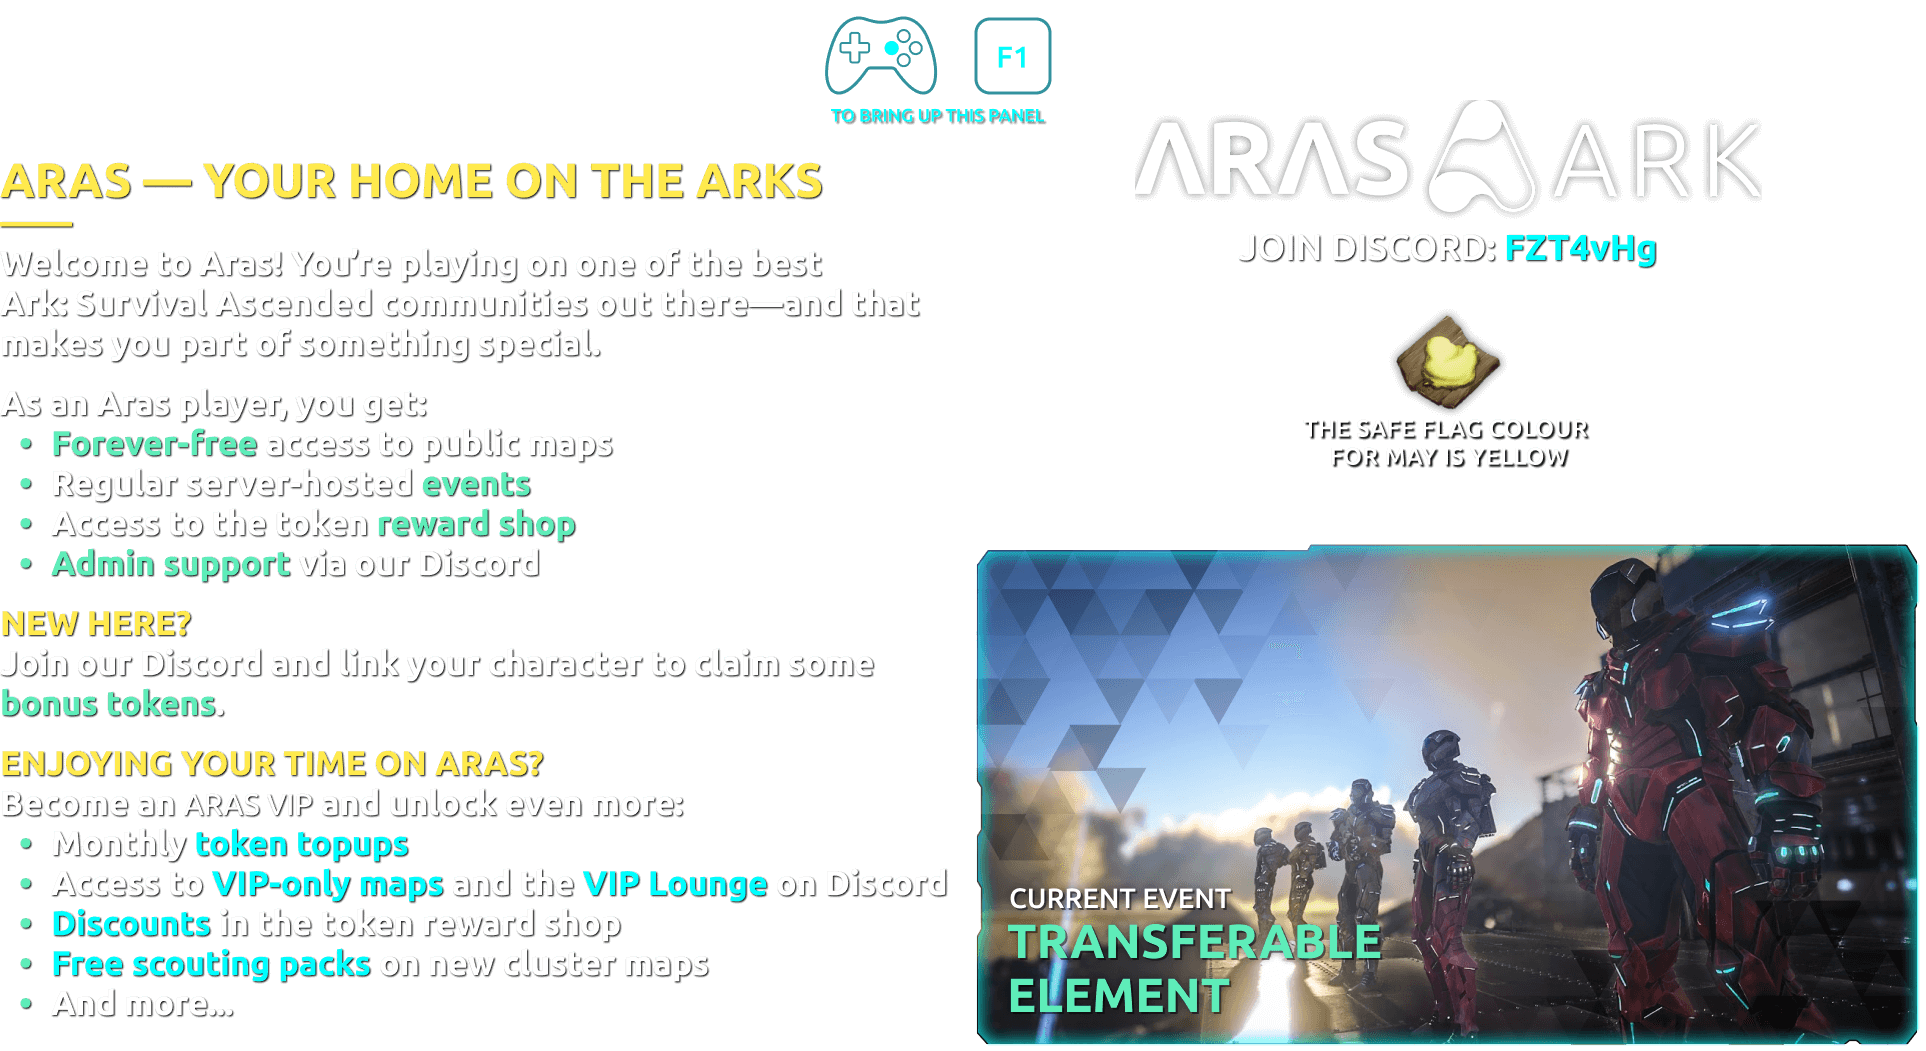 F1
TO BRING UP THIS PANEL
ARAS ARK
JOIN DISCORD: FZT4vHg
ARAS — YOUR HOME ON THE ARKS
Welcome to Aras! You’re playing on one of the best
Ark: Survival Ascended communities out there—and that
makes you part of something special.
As an Aras player, you get:
• Forever-free access to public maps
• Regular server-hosted events
• Access to the token reward shop
• Admin support via our Discord
NEW HERE?
Join our Discord and link your character to claim some
bonus tokens.
ENJOYING YOUR TIME ON ARAS?
Become an ARAS VIP and unlock even more:
• Monthly token topups
• Access to VIP-only maps and the VIP Lounge on Discord
• Discounts in the token reward shop
• Free scouting packs on new cluster maps
• And more...
THE SAFE FLAG COLOUR
FOR MAY IS YELLOW
CURRENT EVENT
TRANSFERABLE
ELEMENT